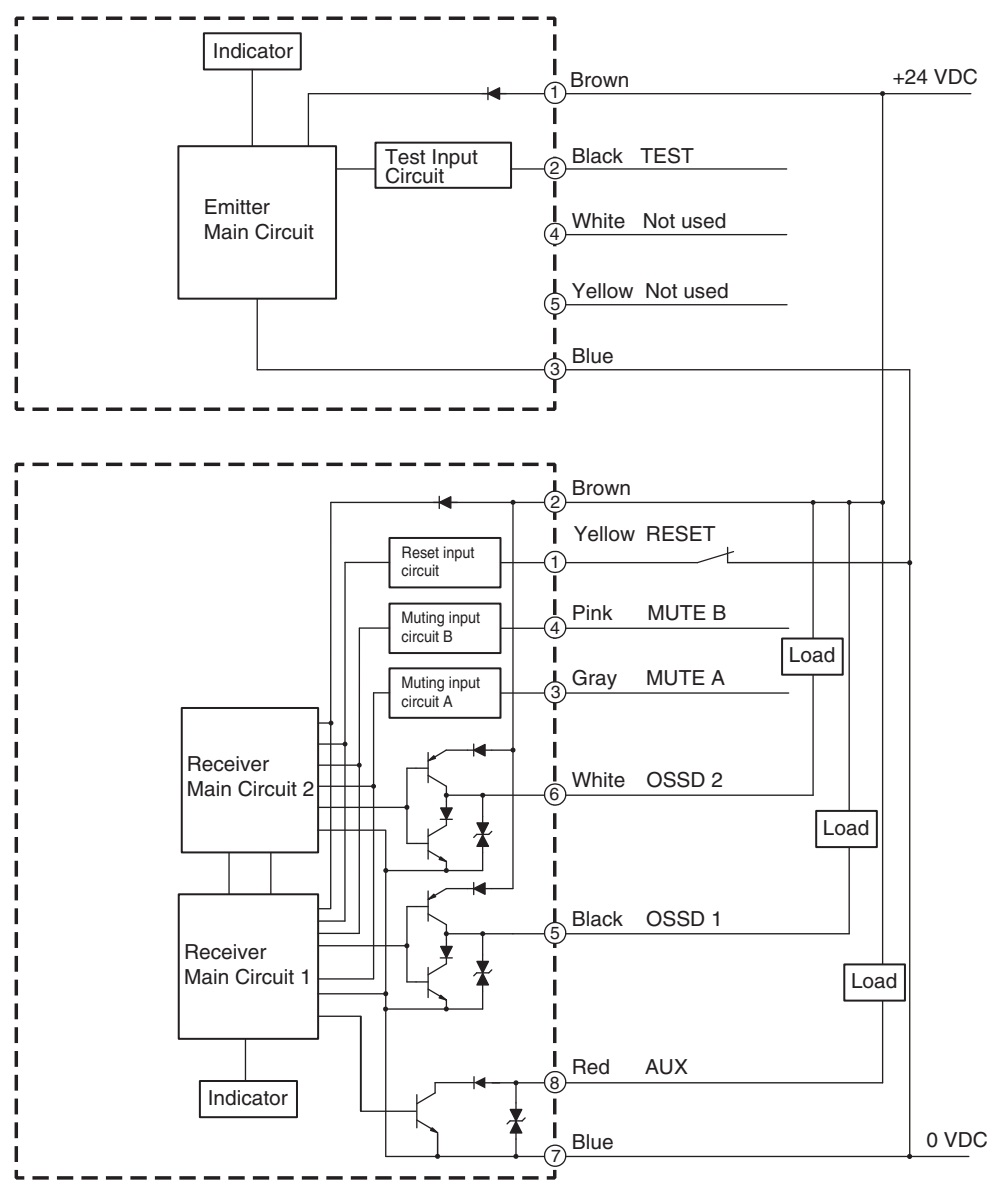 Indicator
+24 VDC
① Brown
Test Input
Circuit
② Black TEST
Emitter
Main Circuit
④ White Not used
⑤ Yellow Not used
③ Blue
② Brown
Yellow RESET
Reset input
circuit
①
Muting input
circuit B
④ Pink MUTE B
Load
Muting input
circuit A
③ Gray MUTE A
Receiver
Main Circuit 2
⑥ White OSSD 2
Load
⑤ Black OSSD 1
Receiver
Main Circuit 1
Load
Indicator
⑧ Red AUX
⑦ Blue
0 VDC